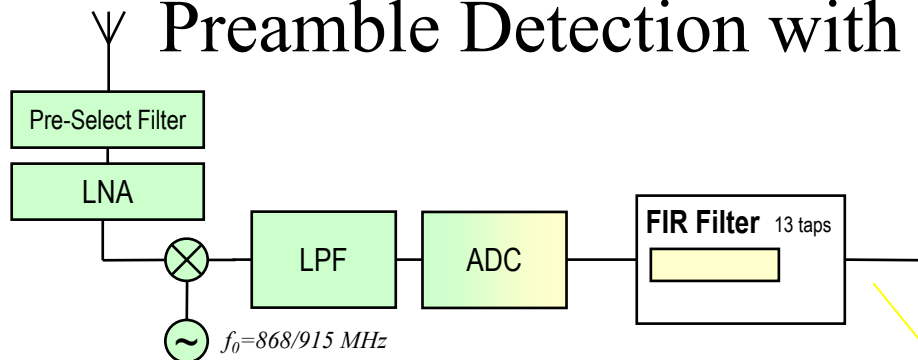 Preamble Detection with
Pre-Select Filter
LNA
LPF
ADC
FIR Filter 13 taps
~
f₀=868/915 MHz